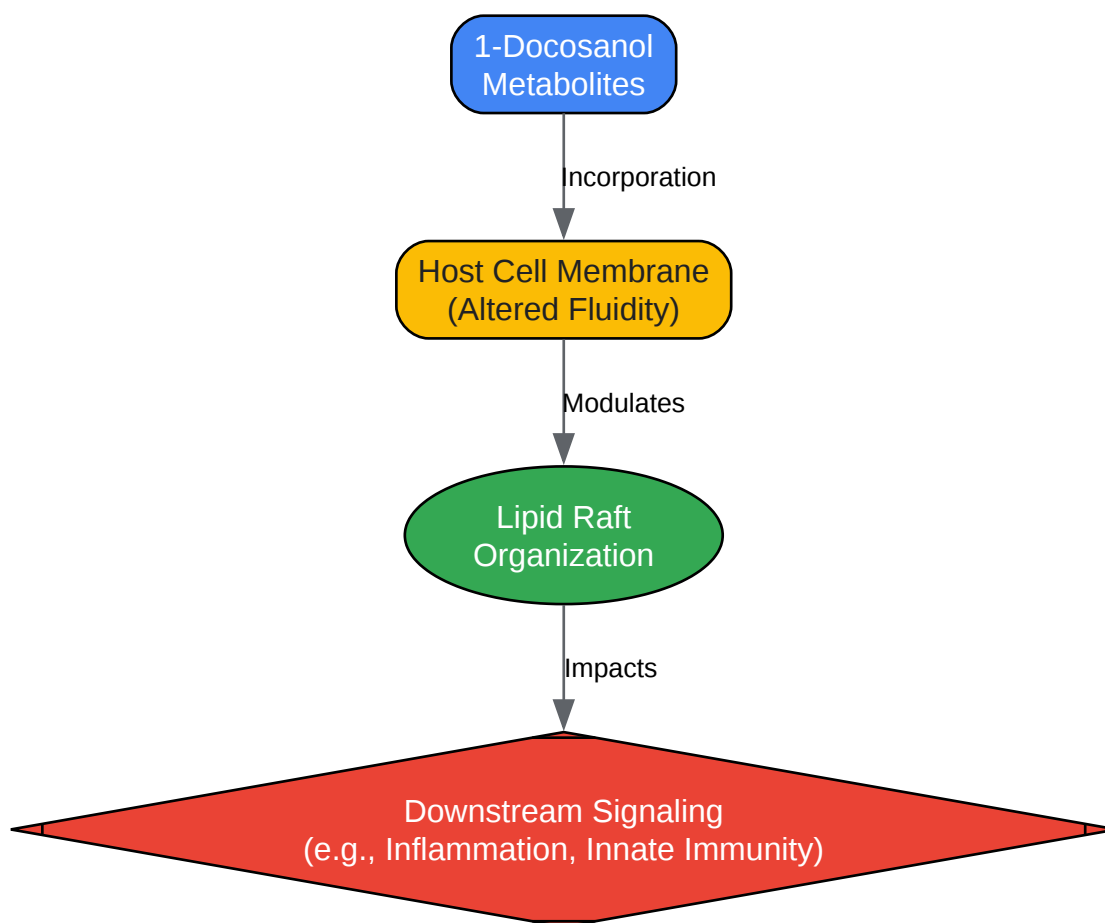 1-Docosanol
Metabolites
Incorporation
Host Cell Membrane
(Altered Fluidity)
Modulates
Lipid Raft
Organization
Impacts
Downstream Signaling
(e.g., Inflammation, Innate Immunity)